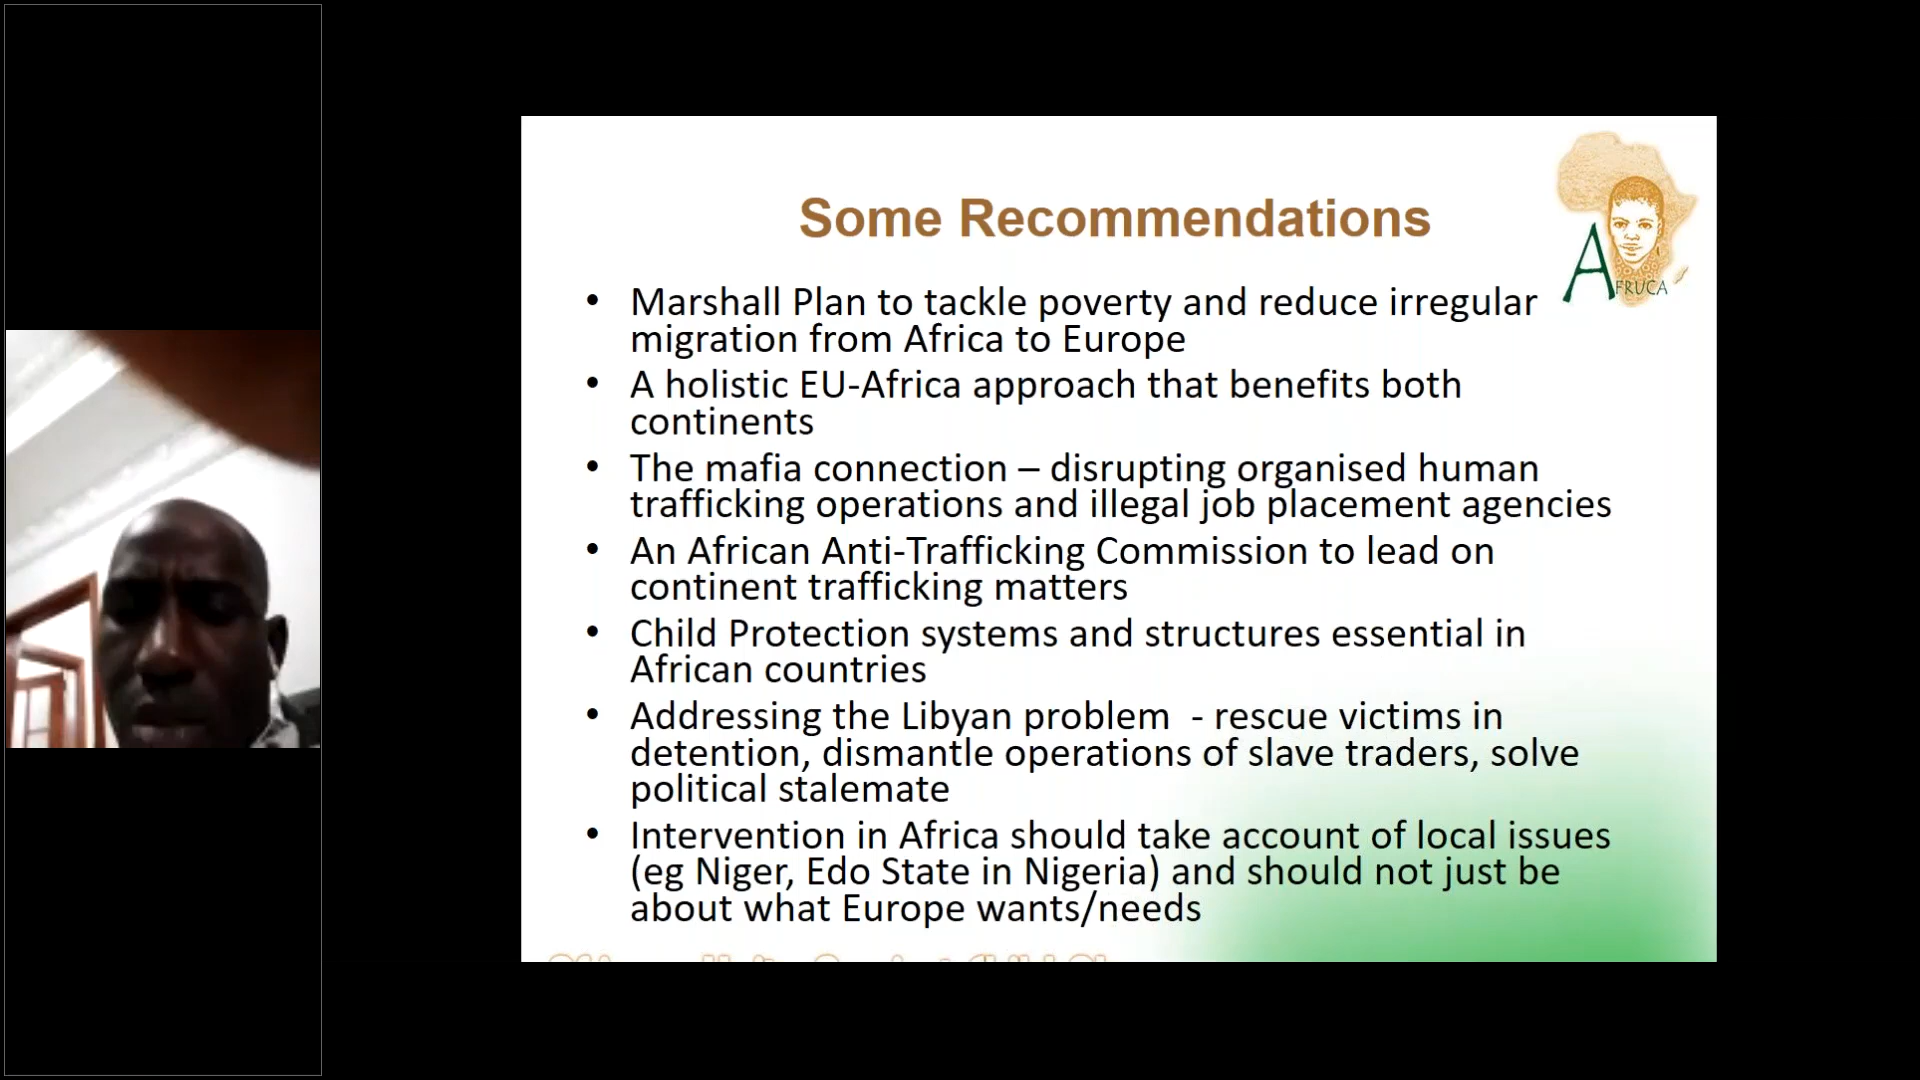 Some Recommendations
AFRUCA
• Marshall Plan to tackle poverty and reduce irregular
migration from Africa to Europe
• A holistic EU-Africa approach that benefits both
continents
• The mafia connection – disrupting organised human
trafficking operations and illegal job placement agencies
• An African Anti-Trafficking Commission to lead on
continent trafficking matters
• Child Protection systems and structures essential in
African countries
• Addressing the Libyan problem  - rescue victims in
detention, dismantle operations of slave traders, solve
political stalemate
• Intervention in Africa should take account of local issues
(eg Niger, Edo State in Nigeria) and should not just be
about what Europe wants/needs